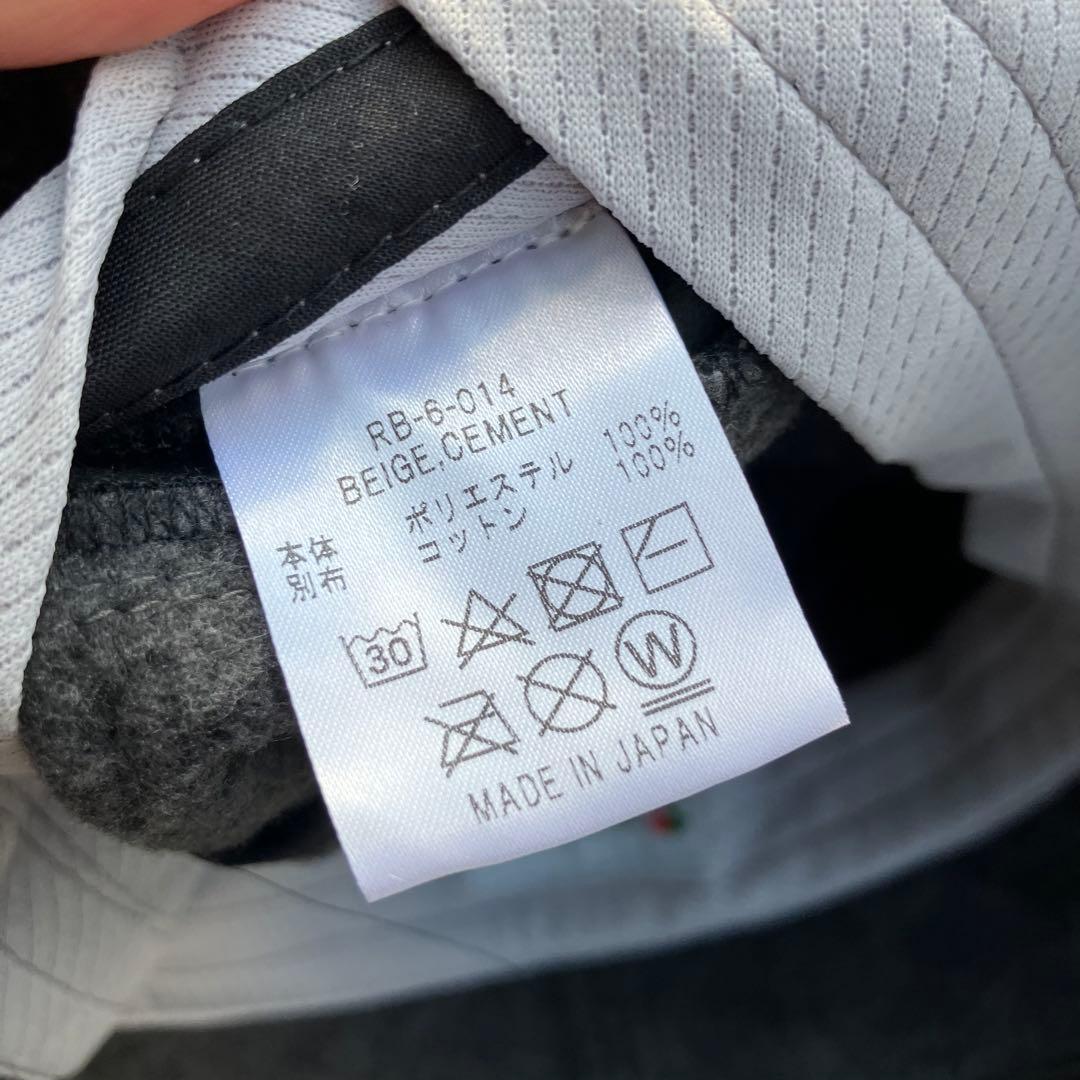 RB-6-014
BEIGE,CEMENT
本体 ポリエステル 100%
別布 コットン 100%
30
W
MADE IN JAPAN